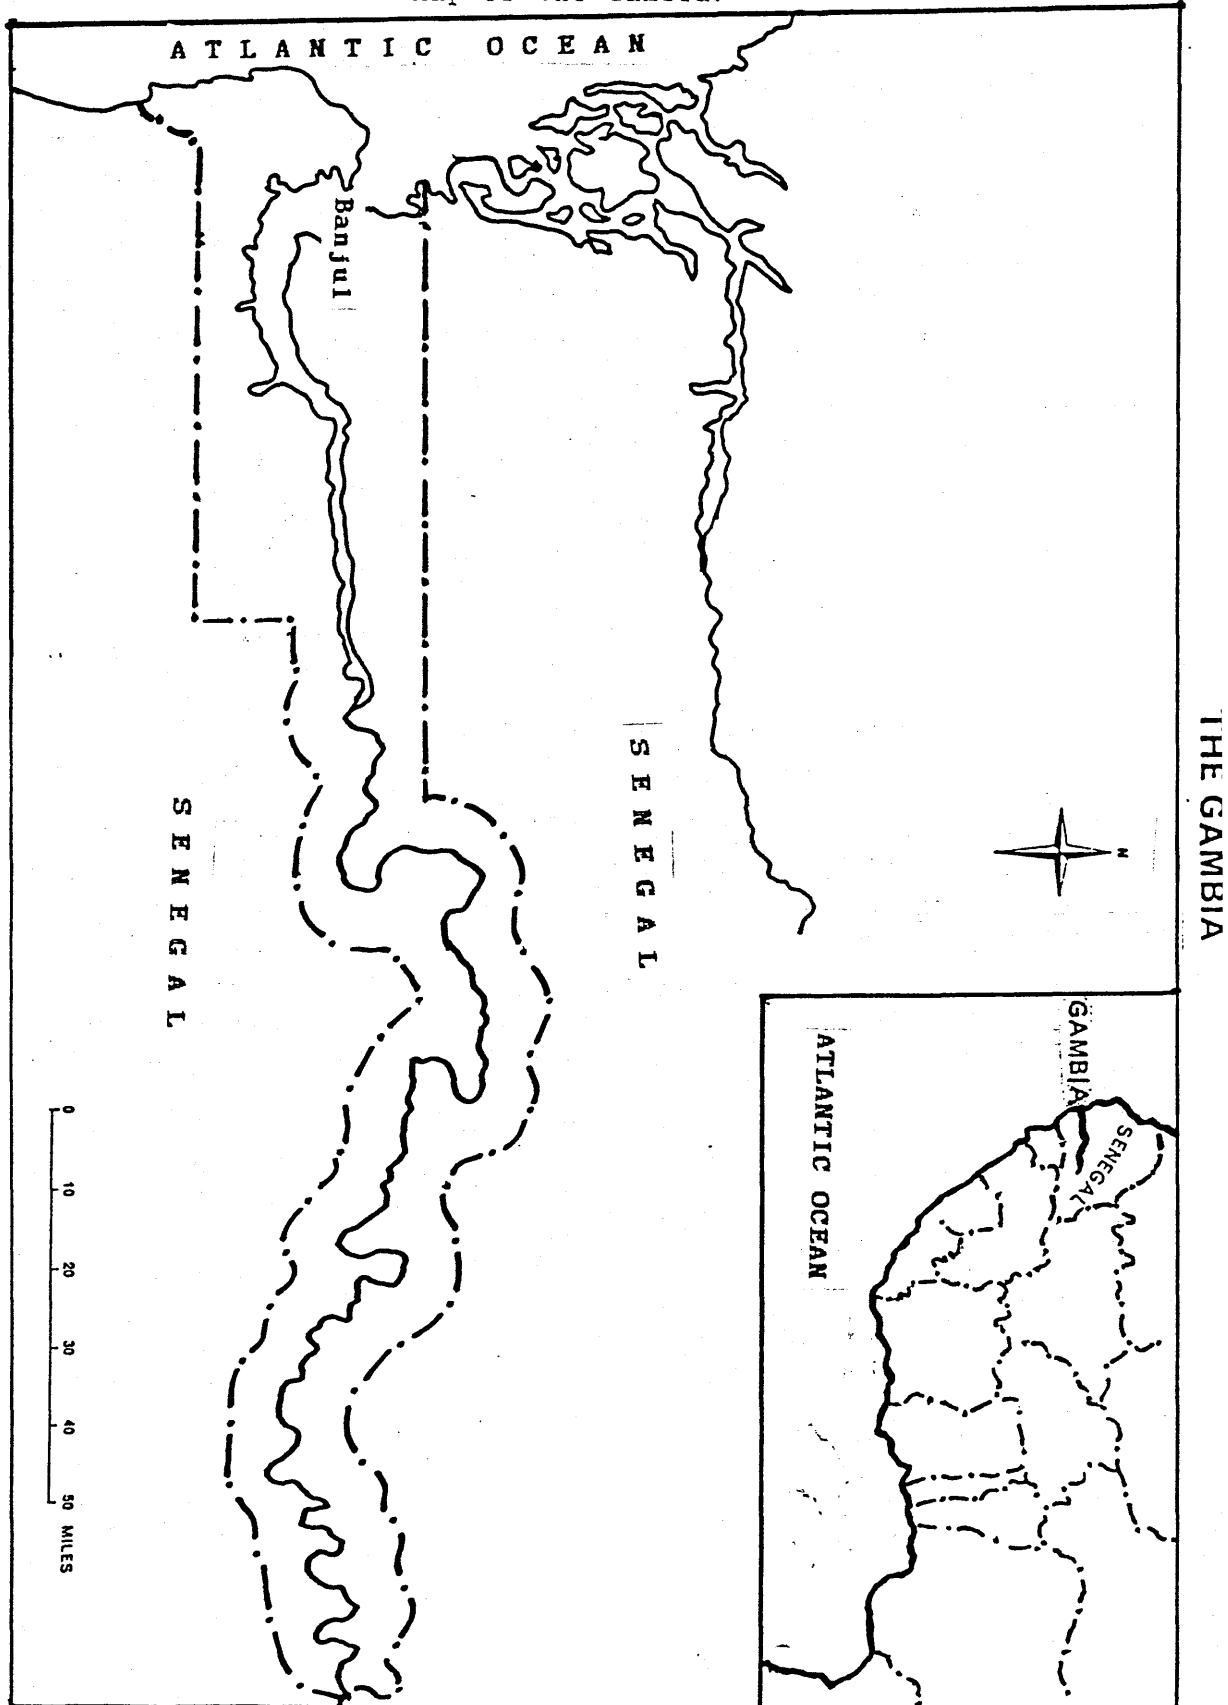 THE GAMBIA
ATLANTIC OCEAN
Banjul
SENEGAL
SENEGAL
N
GAMBIA
SENEGAL
ATLANTIC OCEAN
0 10 20 30 40 50 MILES